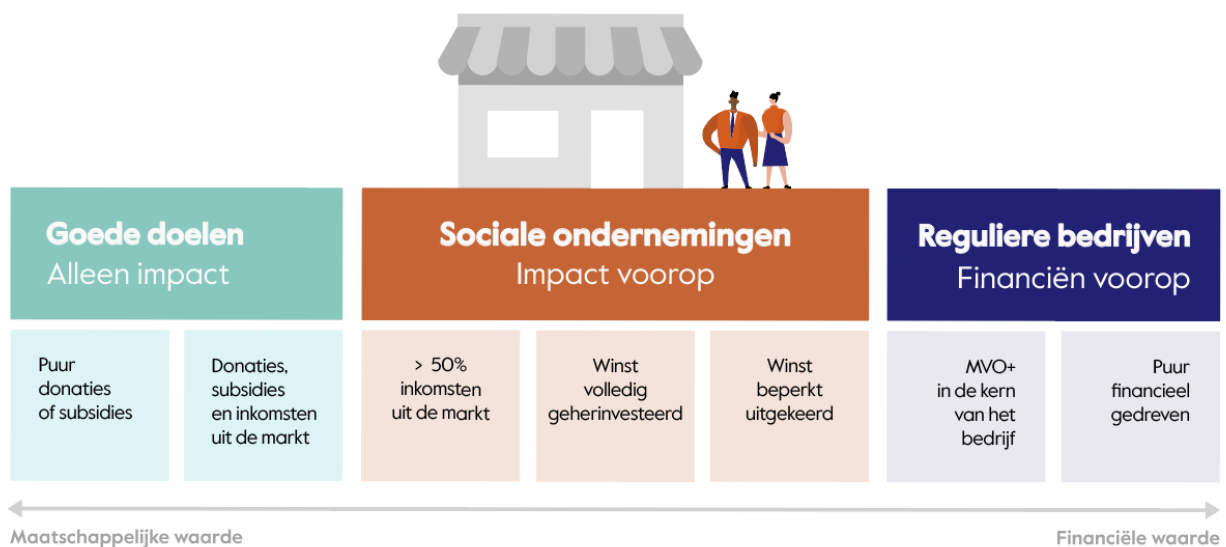 Goede doelen
Alleen impact
Sociale ondernemingen
Impact voorop
Reguliere bedrijven
Financiën voorop
Puur
donaties
of subsidies
Donaties,
subsidies
en inkomsten
uit de markt
> 50%
inkomsten
uit de markt
Winst
volledig
geherinvesteerd
Winst
beperkt
uitgekeerd
MVO+
in de kern
van het
bedrijf
Puur
financieel
gedreven
Maatschappelijke waarde
Financiële waarde